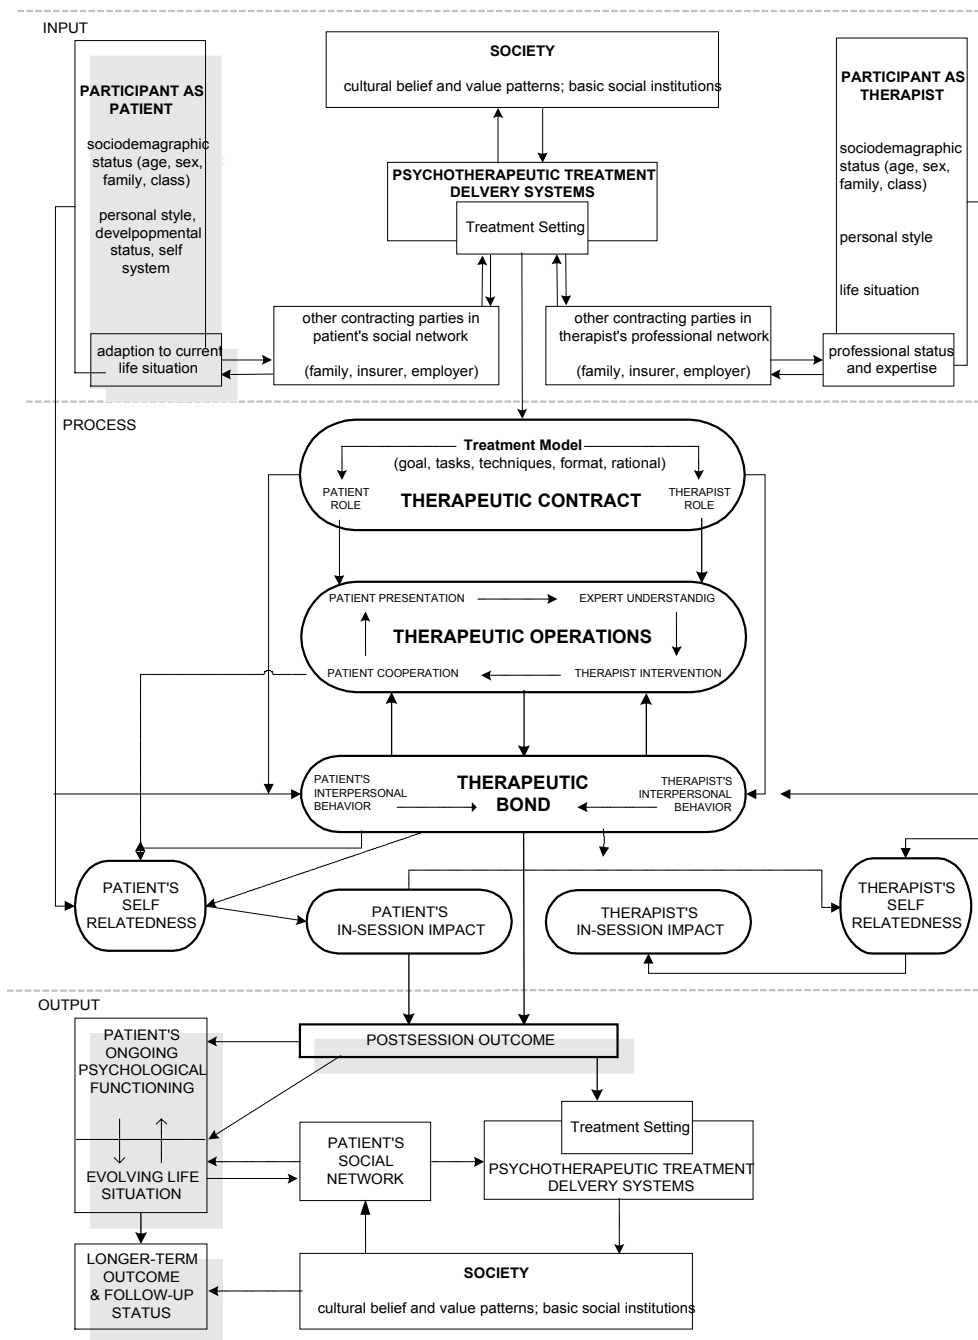 INPUT
PARTICIPANT AS
PATIENT
sociodemagraphic
status (age, sex,
family, class)
personal style,
develpopmental
status, self
system
adaption to current
life situation
SOCIETY
cultural belief and value patterns; basic social institutions
PSYCHOTHERAPEUTIC TREATMENT
DELVERY SYSTEMS
Treatment Setting
other contracting parties in
patient's social network
(family, insurer, employer)
other contracting parties in
therapist's professional network
(family, insurer, employer)
PARTICIPANT AS
THERAPIST
sociodemographic
status (age, sex,
family, class)
personal style
life situation
professional status
and expertise
PROCESS
Treatment Model
(goal, tasks, techniques, format, rational)
PATIENT
ROLE
THERAPEUTIC CONTRACT
THERAPIST
ROLE
PATIENT PRESENTATION
EXPERT UNDERSTANDIG
THERAPEUTIC OPERATIONS
PATIENT COOPERATION
THERAPIST INTERVENTION
PATIENT'S
INTERPERSONAL
BEHAVIOR
THERAPEUTIC
BOND
THERAPIST'S
INTERPERSONAL
BEHAVIOR
PATIENT'S
SELF
RELATEDNESS
PATIENT'S
IN-SESSION IMPACT
THERAPIST'S
IN-SESSION IMPACT
THERAPIST'S
SELF
RELATEDNESS
OUTPUT
PATIENT'S
ONGOING
PSYCHOLOGICAL
FUNCTIONING
EVOLVING LIFE
SITUATION
POSTSESSION OUTCOME
PATIENT'S
SOCIAL
NETWORK
Treatment Setting
PSYCHOTHERAPEUTIC TREATMENT
DELVERY SYSTEMS
LONGER-TERM
OUTCOME
& FOLLOW-UP
STATUS
SOCIETY
cultural belief and value patterns; basic social institutions